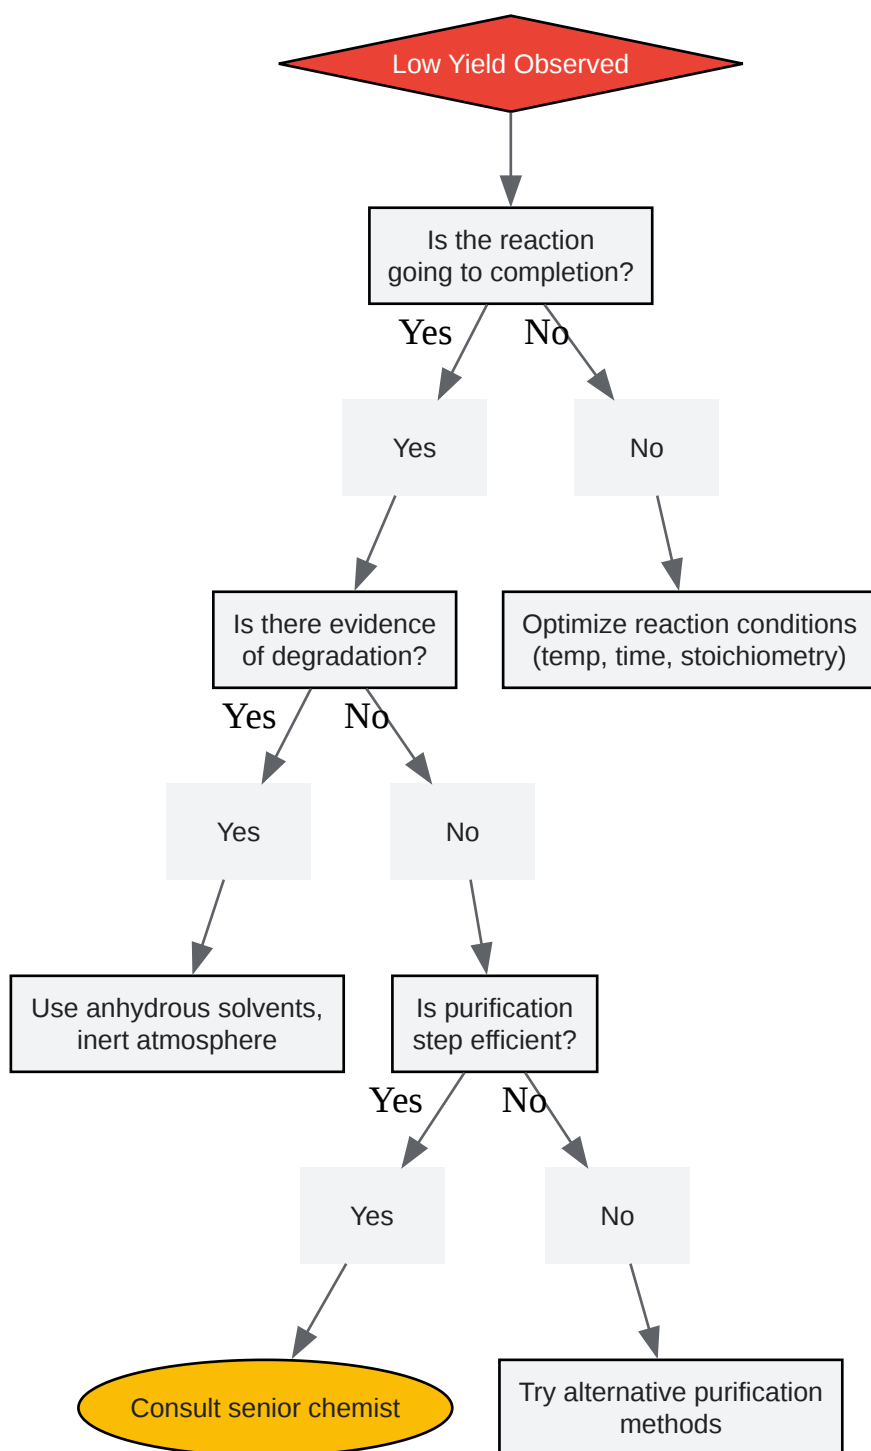 Low Yield Observed
Is the reaction
going to completion?
Yes
No
Yes
No
Is there evidence
of degradation?
Optimize reaction conditions
(temp, time, stoichiometry)
Yes
No
Yes
No
Use anhydrous solvents,
inert atmosphere
Is purification
step efficient?
Yes
No
Yes
No
Consult senior chemist
Try alternative purification
methods